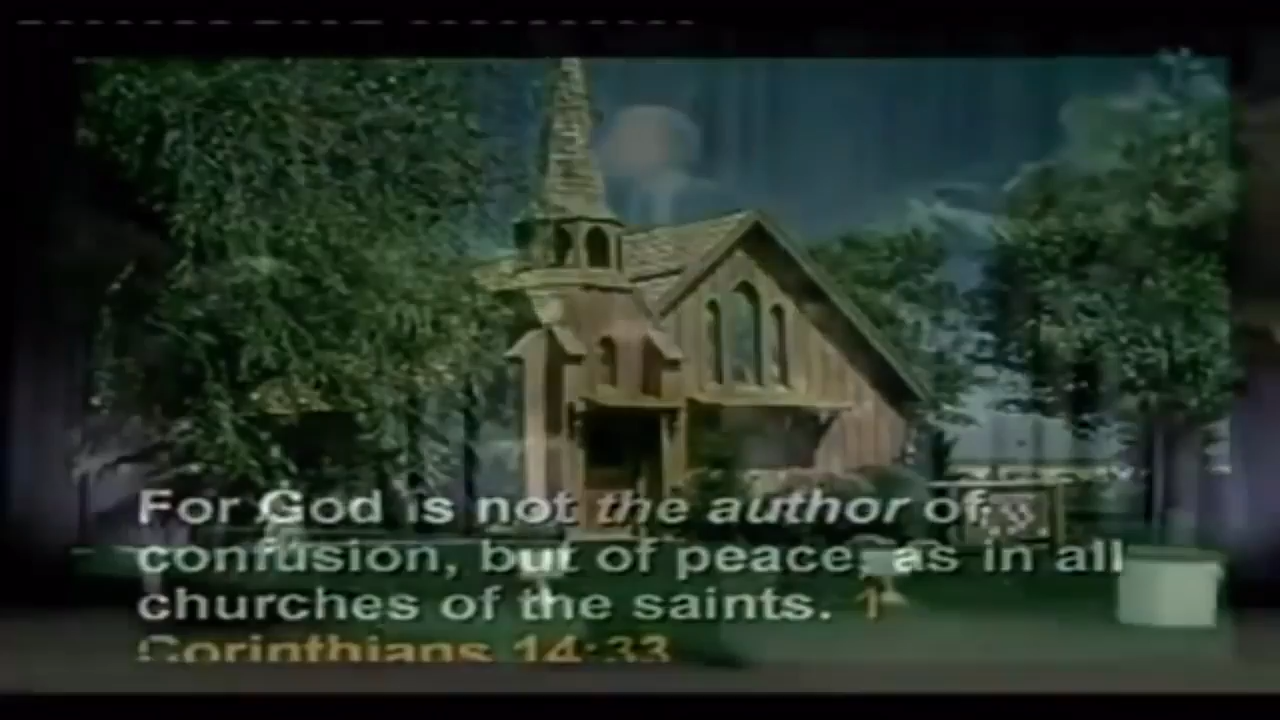 For God is not the author of
confusion, but of peace, as in all
churches of the saints. 1
Corinthians 14:33